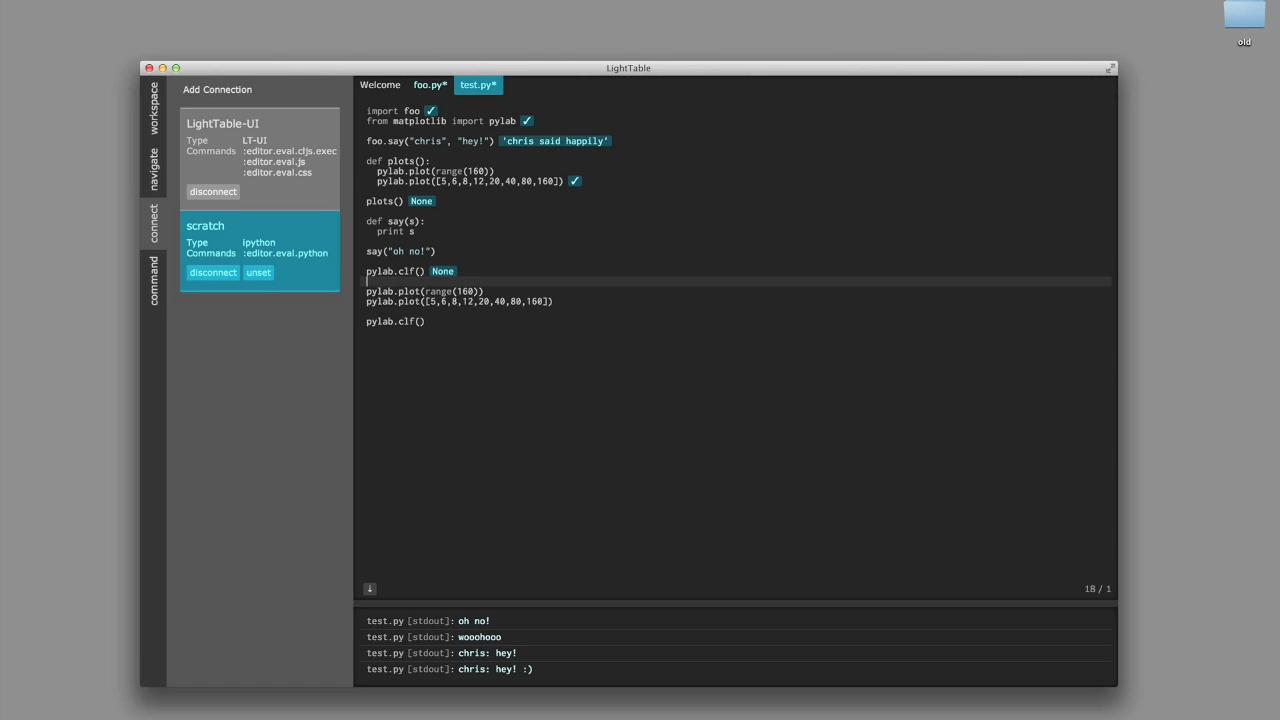 old
LightTable
workspace
navigate
connect
command
Add Connection
LightTable-UI
Type LT-UI
Commands :editor.eval.cljs.exec
:editor.eval.js
:editor.eval.css
disconnect
scratch
Type ipython
Commands :editor.eval.python
disconnect unset
Welcome foo.py* test.py*
import foo ✓
from matplotlib import pylab ✓
foo.say("chris", "hey!") 'chris said happily'
def plots():
pylab.plot(range(160))
pylab.plot([5,6,8,12,20,40,80,160]) ✓
plots() None
def say(s):
print s
say("oh no!")
pylab.clf() None
pylab.plot(range(160))
pylab.plot([5,6,8,12,20,40,80,160])
pylab.clf()
↓ 18 / 1
test.py [stdout]: oh no!
test.py [stdout]: wooohooo
test.py [stdout]: chris: hey!
test.py [stdout]: chris: hey! :)